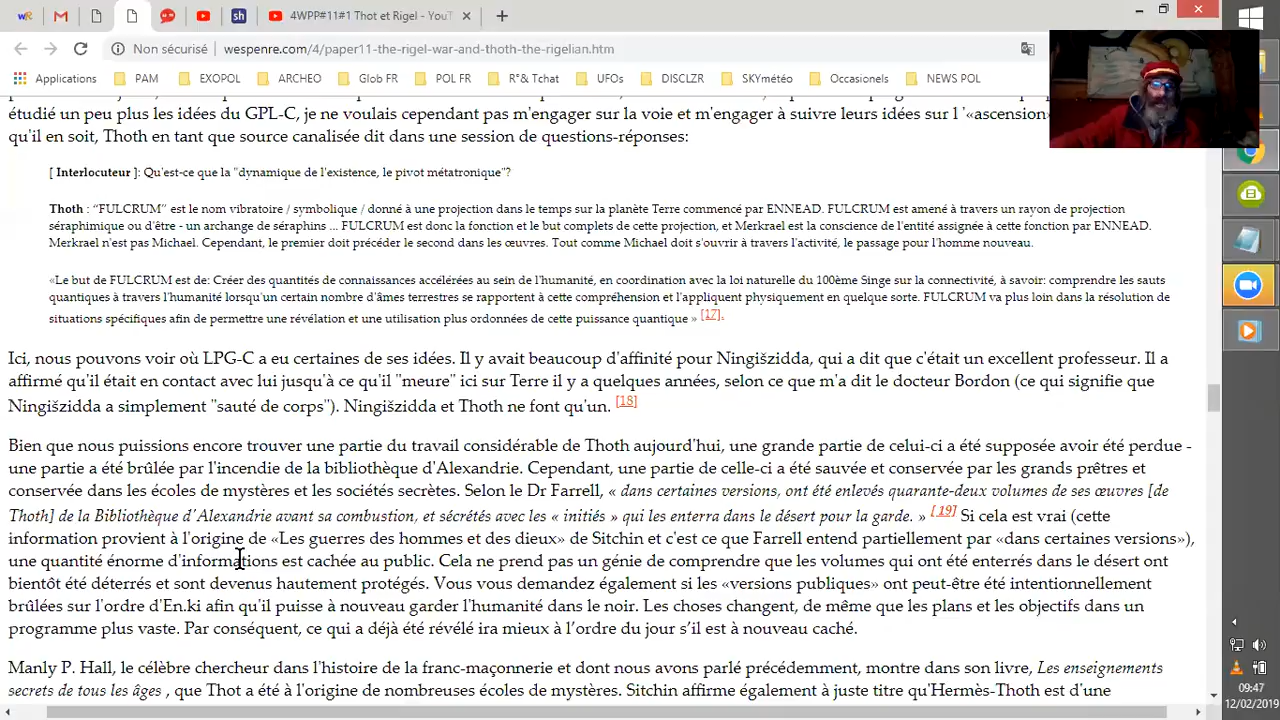 4WPP#11#1 Thot et Rigel - YouT
Non sécurisé
wespenre.com/4/paper11-the-rigel-war-and-thoth-the-rigelian.htm
Applications PAM EXOPOL ARCHEO Glob FR POL FR R°& Tchat UFOs DISCLZR SKYmétéo Occasionels NEWS POL
étudié un peu plus les idées du GPL-C, je ne voulais cependant pas m'engager sur la voie et m'engager à suivre leurs idées sur l '«ascension
qu'il en soit, Thoth en tant que source canalisée dit dans une session de questions-réponses:
[ Interlocuteur ]: Qu'est-ce que la "dynamique de l'existence, le pivot métatronique"?
Thoth : “FULCRUM” est le nom vibratoire / symbolique / donné à une projection dans le temps sur la planète Terre commencé par ENNEAD. FULCRUM est amené à travers un rayon de projection
séraphimique ou d'être - un archange de séraphins ... FULCRUM est donc la fonction et le but complets de cette projection, et Merkrael est la conscience de l'entité assignée à cette fonction par ENNEAD.
Merkrael n'est pas Michael. Cependant, le premier doit précéder le second dans les œuvres. Tout comme Michael doit s'ouvrir à travers l'activité, le passage pour l'homme nouveau.
«Le but de FULCRUM est de: Créer des quantités de connaissances accélérées au sein de l'humanité, en coordination avec la loi naturelle du 100ème Singe sur la connectivité, à savoir: comprendre les sauts
quantiques à travers l'humanité lorsqu'un certain nombre d'âmes terrestres se rapportent à cette compréhension et l'appliquent physiquement en quelque sorte. FULCRUM va plus loin dans la résolution de
situations spécifiques afin de permettre une révélation et une utilisation plus ordonnées de cette puissance quantique » [17].
Ici, nous pouvons voir où LPG-C a eu certaines de ses idées. Il y avait beaucoup d'affinité pour Ningišzidda, qui a dit que c'était un excellent professeur. Il a
affirmé qu'il était en contact avec lui jusqu'à ce qu'il "meure" ici sur Terre il y a quelques années, selon ce que m'a dit le docteur Bordon (ce qui signifie que
Ningišzidda a simplement "sauté de corps"). Ningišzidda et Thoth ne font qu'un. [18]
Bien que nous puissions encore trouver une partie du travail considérable de Thoth aujourd'hui, une grande partie de celui-ci a été supposée avoir été perdue -
une partie a été brûlée par l'incendie de la bibliothèque d'Alexandrie. Cependant, une partie de celle-ci a été sauvée et conservée par les grands prêtres et
conservée dans les écoles de mystères et les sociétés secrètes. Selon le Dr Farrell, « dans certaines versions, ont été enlevés quarante-deux volumes de ses œuvres [de
Thoth] de la Bibliothèque d'Alexandrie avant sa combustion, et sécrétés avec les « initiés » qui les enterra dans le désert pour la garde. » [19] Si cela est vrai (cette
information provient à l'origine de «Les guerres des hommes et des dieux» de Sitchin et c'est ce que Farrell entend partiellement par «dans certaines versions»),
une quantité énorme d'informations est cachée au public. Cela ne prend pas un génie de comprendre que les volumes qui ont été enterrés dans le désert ont
bientôt été déterrés et sont devenus hautement protégés. Vous vous demandez également si les «versions publiques» ont peut-être été intentionnellement
brûlées sur l'ordre d'En.ki afin qu'il puisse à nouveau garder l'humanité dans le noir. Les choses changent, de même que les plans et les objectifs dans un
programme plus vaste. Par conséquent, ce qui a déjà été révélé ira mieux à l’ordre du jour s’il est à nouveau caché.
Manly P. Hall, le célèbre chercheur dans l'histoire de la franc-maçonnerie et dont nous avons parlé précédemment, montre dans son livre, Les enseignements
secrets de tous les âges , que Thot a été à l'origine de nombreuses écoles de mystères. Sitchin affirme également à juste titre qu'Hermès-Thoth est d'une
09:47
12/02/2019